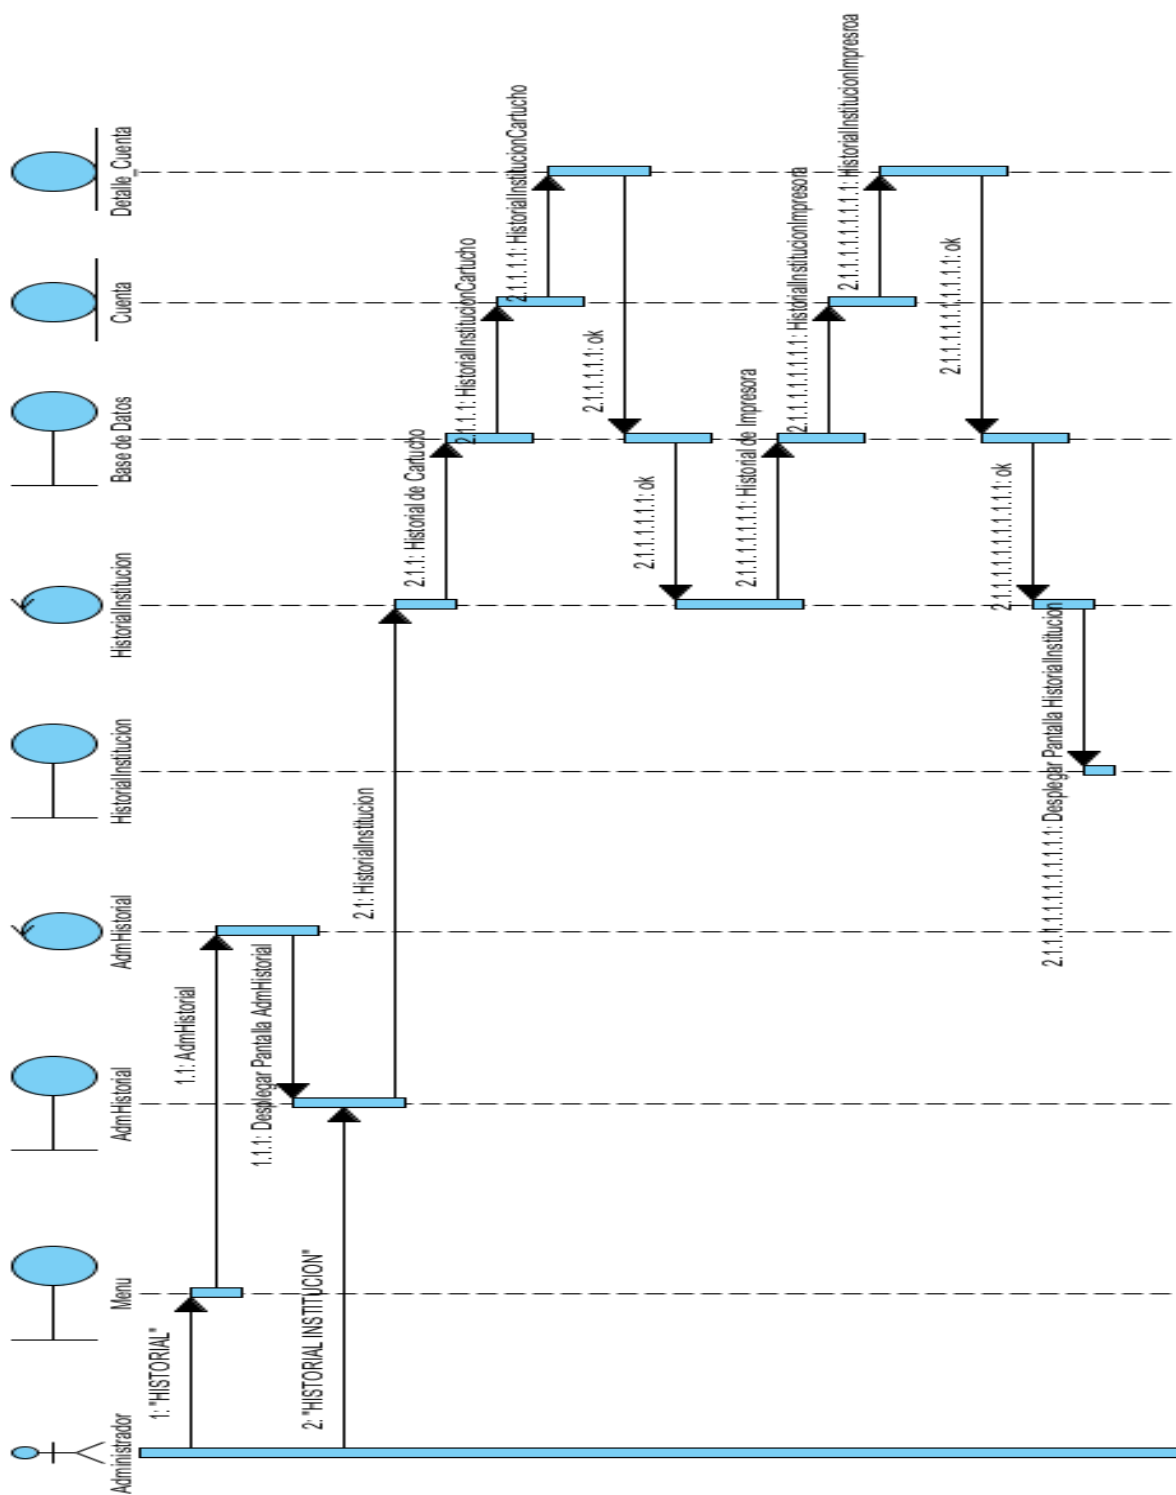 Administrador
Menu
AdmHistorial
AdmHistorial
HistorialInstitucion
HistorialInstitucion
Base de Datos
Cuenta
Detalle_Cuenta
1: "HISTORIAL"
1.1: AdmHistorial
1.1.1: Desplegar Pantalla AdmHistorial
2: "HISTORIAL INSTITUCION"
2.1: HistorialInstitucion
2.1.1: Historial de Cartucho
2.1.1.1: HistorialInstitucionCartucho
2.1.1.1.1: HistorialInstitucionCartucho
2.1.1.1.1.1: ok
2.1.1.1.1.1.1: ok
2.1.1.1.1.1.1.1: Historial de Impresora
2.1.1.1.1.1.1.1.1: HistorialInstitucionImpresora
2.1.1.1.1.1.1.1.1.1: HistorialInstitucionImpresroa
2.1.1.1.1.1.1.1.1.1.1: ok
2.1.1.1.1.1.1.1.1.1.1.1: ok
2.1.1.1.1.1.1.1.1.1.1.1.1: Desplegar Pantalla HistorialInstitucion